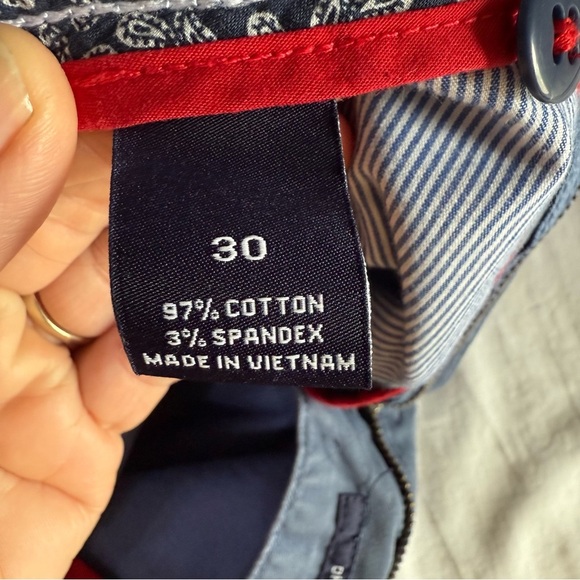 30
97% COTTON
3% SPANDEX
MADE IN VIETNAM